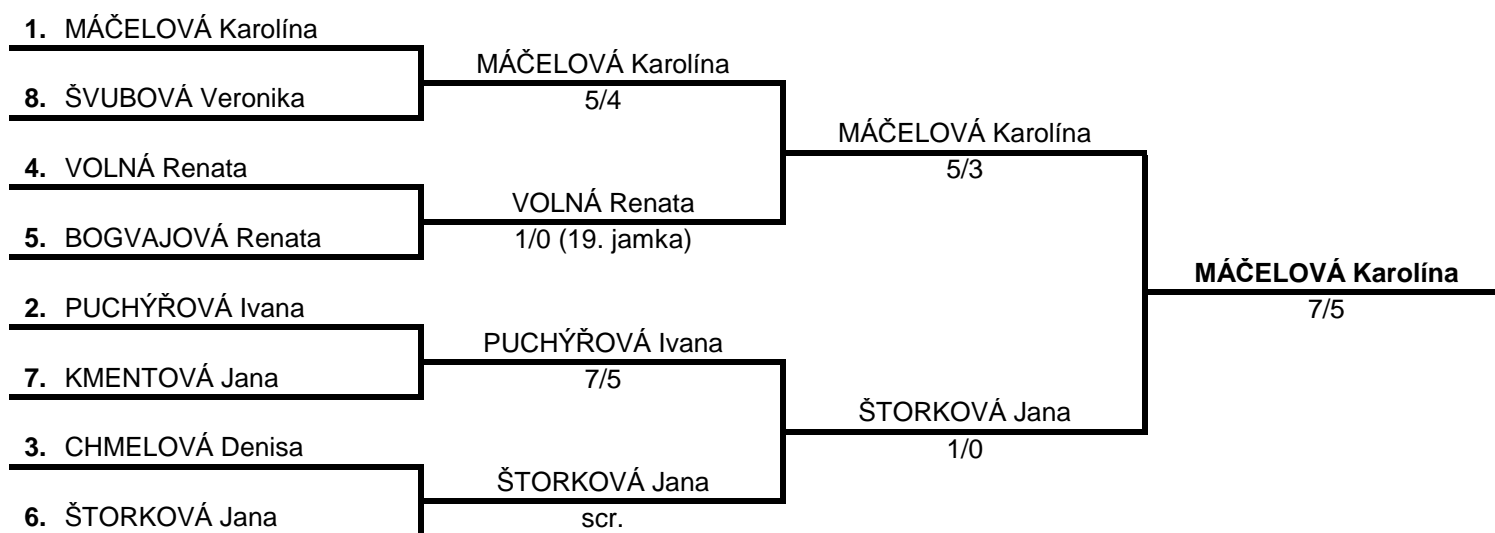 1. MÁČELOVÁ Karolína
MÁČELOVÁ Karolína
8. ŠVUBOVÁ Veronika
5/4
MÁČELOVÁ Karolína
4. VOLNÁ Renata
5/3
VOLNÁ Renata
5. BOGVAJOVÁ Renata
1/0 (19. jamka)
MÁČELOVÁ Karolína
2. PUCHÝŘOVÁ Ivana
7/5
PUCHÝŘOVÁ Ivana
7. KMENTOVÁ Jana
7/5
ŠTORKOVÁ Jana
3. CHMELOVÁ Denisa
1/0
ŠTORKOVÁ Jana
6. ŠTORKOVÁ Jana
scr.